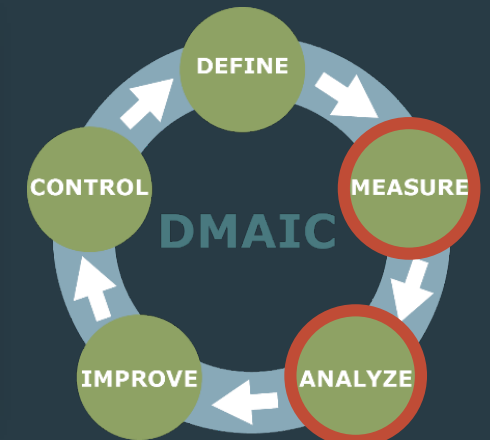 DEFINE
MEASURE
ANALYZE
IMPROVE
CONTROL
DMAIC